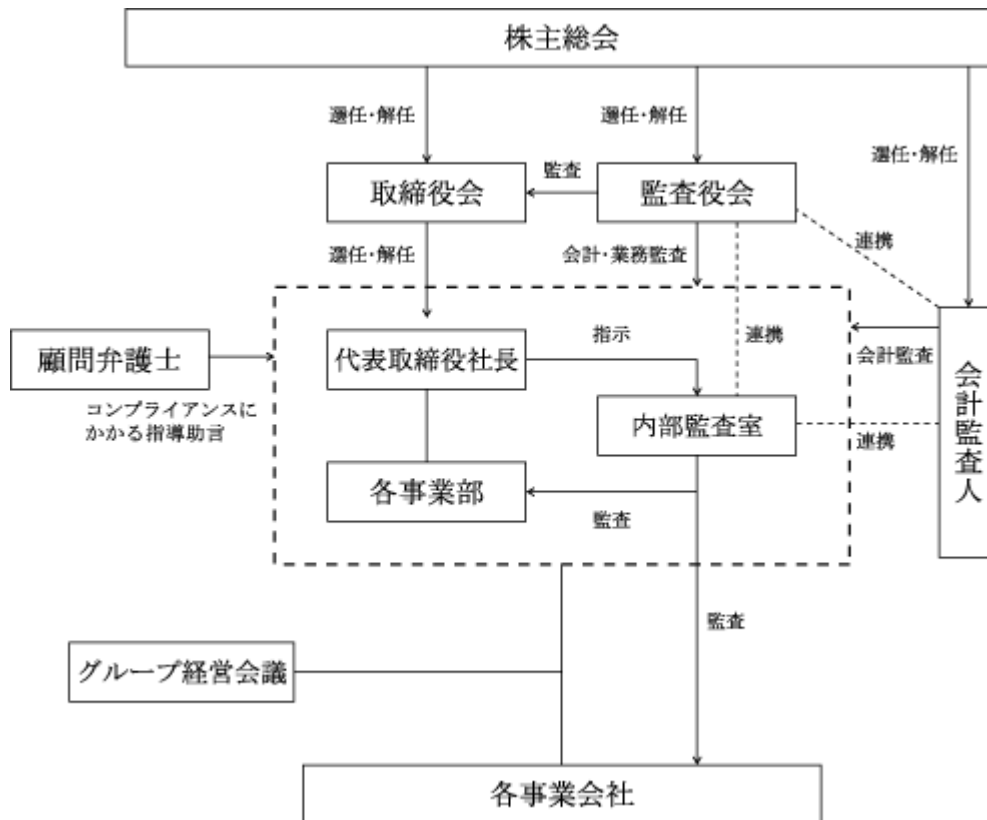 株主総会
選任・解任
選任・解任
選任・解任
取締役会
監査
監査役会
連携
選任・解任
会計・業務監査
顧問弁護士
コンプライアンスに
かかる指導助言
代表取締役社長
指示
連携
会計監査
会計監査人
内部監査室
連携
各事業部
監査
監査
グループ経営会議
各事業会社